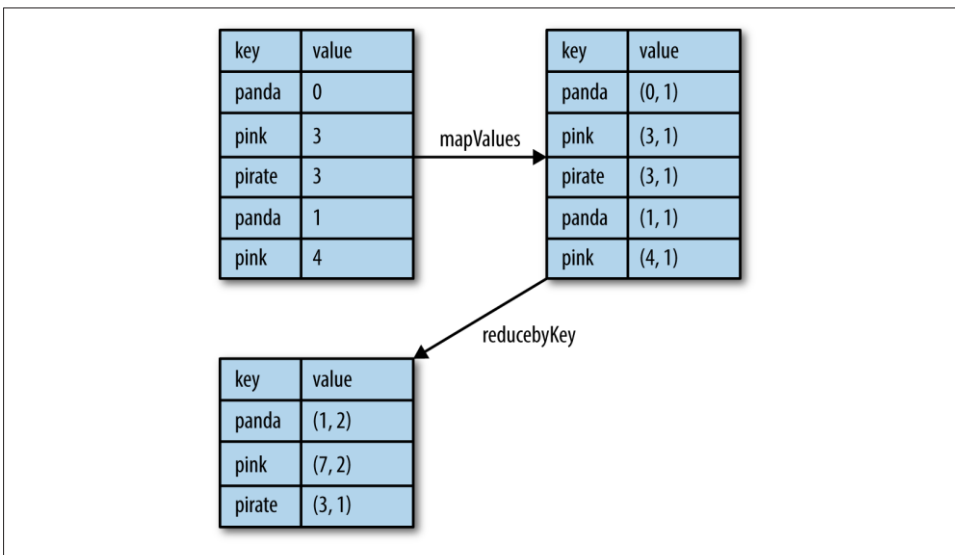 key value
panda 0
pink 3
pirate 3
panda 1
pink 4
mapValues
key value
panda (0, 1)
pink (3, 1)
pirate (3, 1)
panda (1, 1)
pink (4, 1)
reducebyKey
key value
panda (1, 2)
pink (7, 2)
pirate (3, 1)